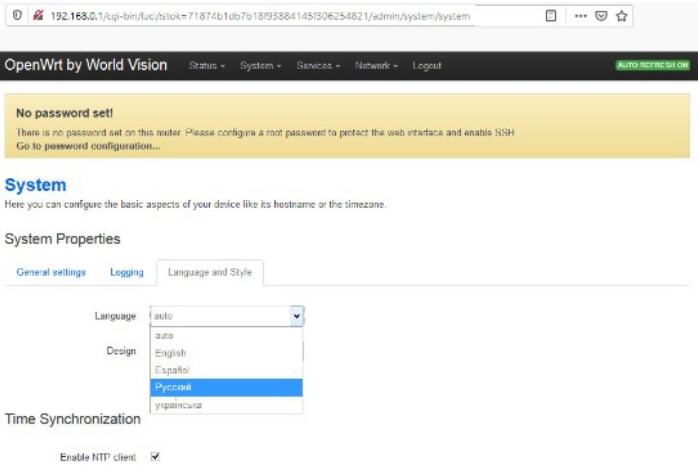 192.168.0.1/cgi-bin/luci/;stok=71874b1db7b18f93884145f306254821/admin/system/system
OpenWrt by World Vision Status System Services Network Logout AUTO REFRESH ON
No password set!
There is no password set on this router. Please configure a root password to protect the web interface and enable SSH.
Go to password configuration...
System
Here you can configure the basic aspects of your device like its hostname or the timezone.
System Properties
General settings Logging Language and Style
Language auto
auto
Design English
Español
Русский
українська
Time Synchronization
Enable NTP client